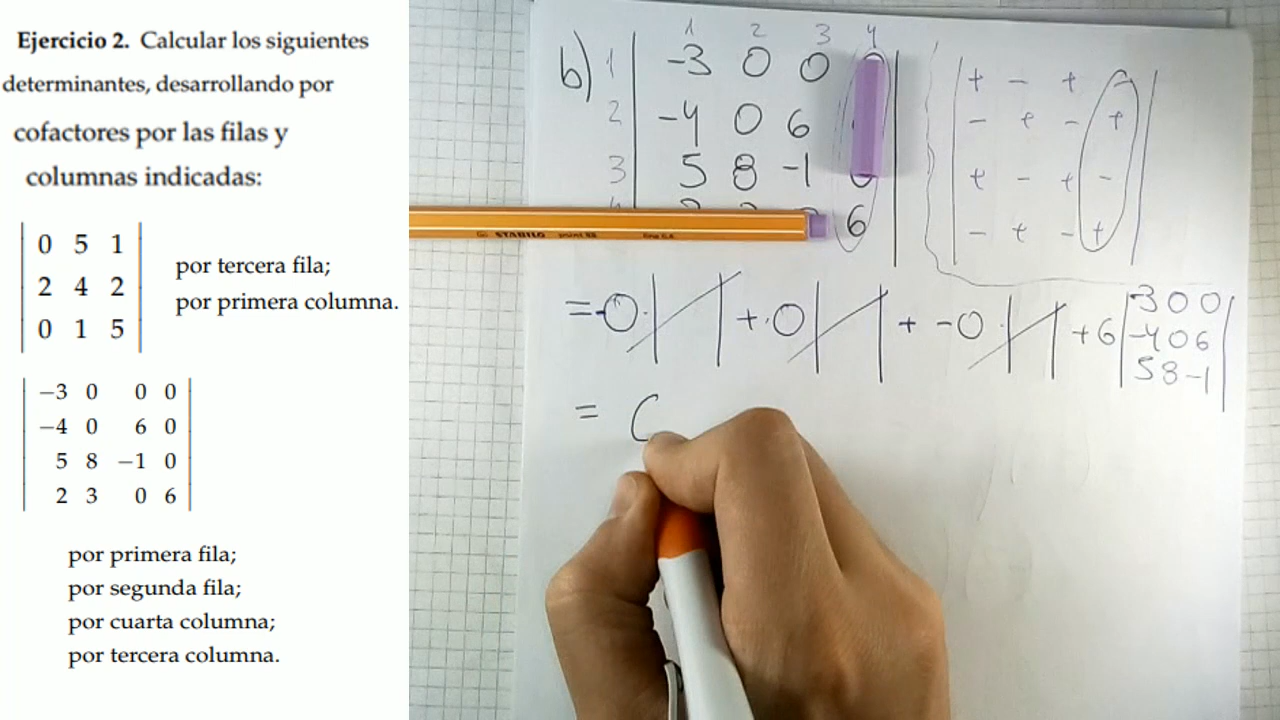 Ejercicio 2. Calcular los siguientes
determinantes, desarrollando por
cofactores por las filas y
columnas indicadas:
0 5 1
2 4 2
0 1 5
por tercera fila;
por primera columna.
−3 0 0 0
−4 0 6 0
5 8 −1 0
2 3 0 6
por primera fila;
por segunda fila;
por cuarta columna;
por tercera columna.
1 2 3 4
b) 1 -3 0 0
2 -4 0 6
3 5 8 -1
6
STABILO point 88
+ - + -
- + - +
+ - + -
- + - +
= -0· | | + ·0 | | + -0· | | + 6 | -3 0 0
-4 0 6
5 8 -1 |
=